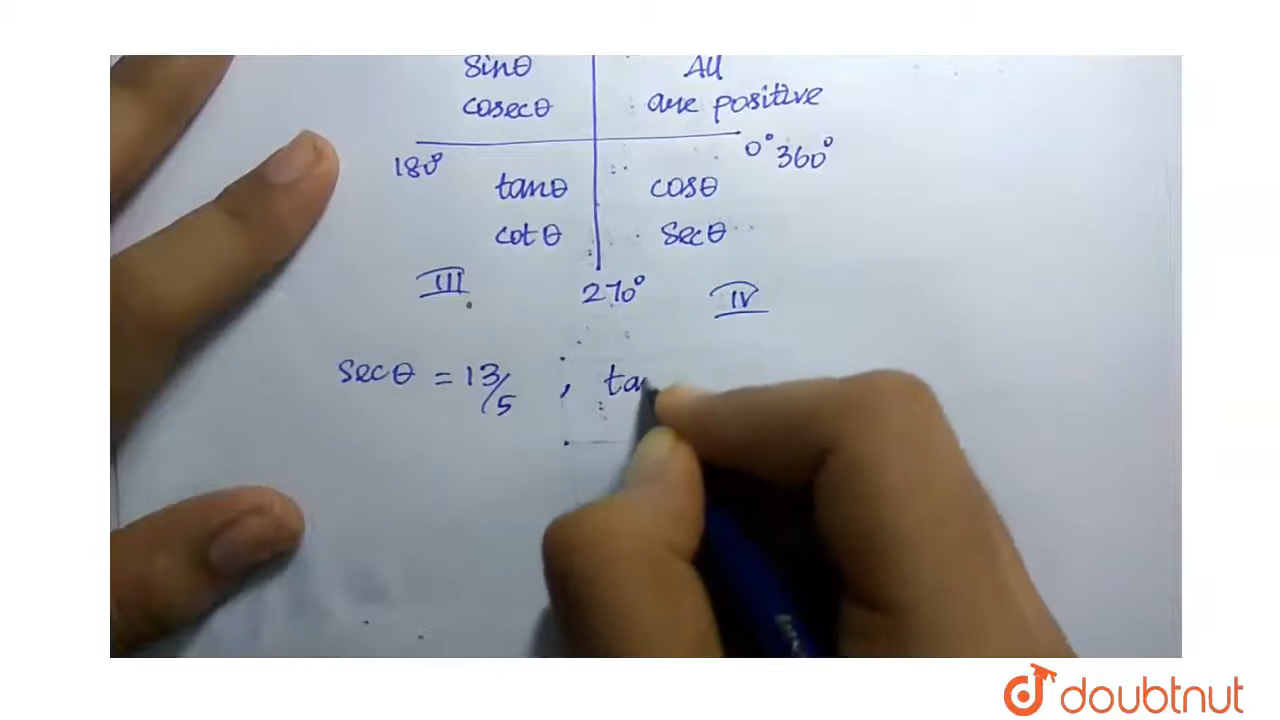 sinθ All
cosecθ are positive
180° 0° 360°
tanθ cosθ
cotθ secθ
III 270° IV
secθ = 13/5 , tan
doubtnut